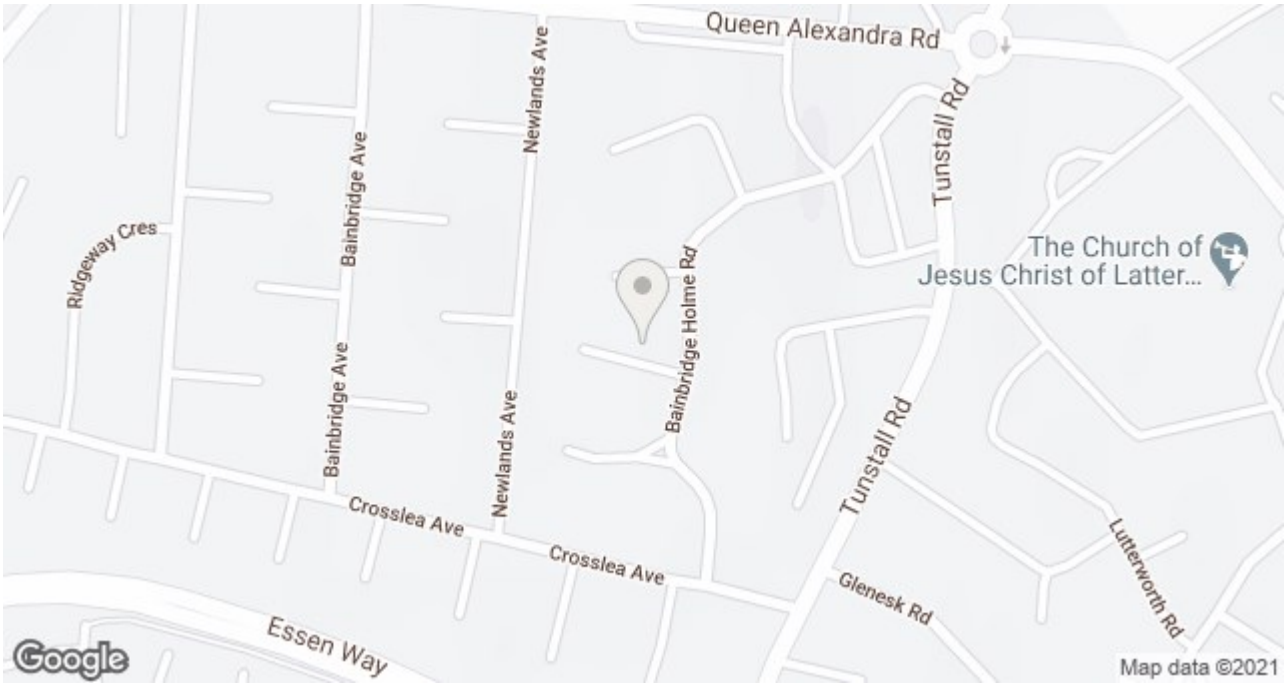 Queen Alexandra Rd
Newlands Ave
Bainbridge Ave
Tunstall Rd
Ridgeway Cres
The Church of
Jesus Christ of Latter...
Bainbridge Holme Rd
Bainbridge Ave
Newlands Ave
Tunstall Rd
Crosslea Ave
Crosslea Ave
Glenesk Rd
Lutterworth Rd
Essen Way
Google
Map data ©2021